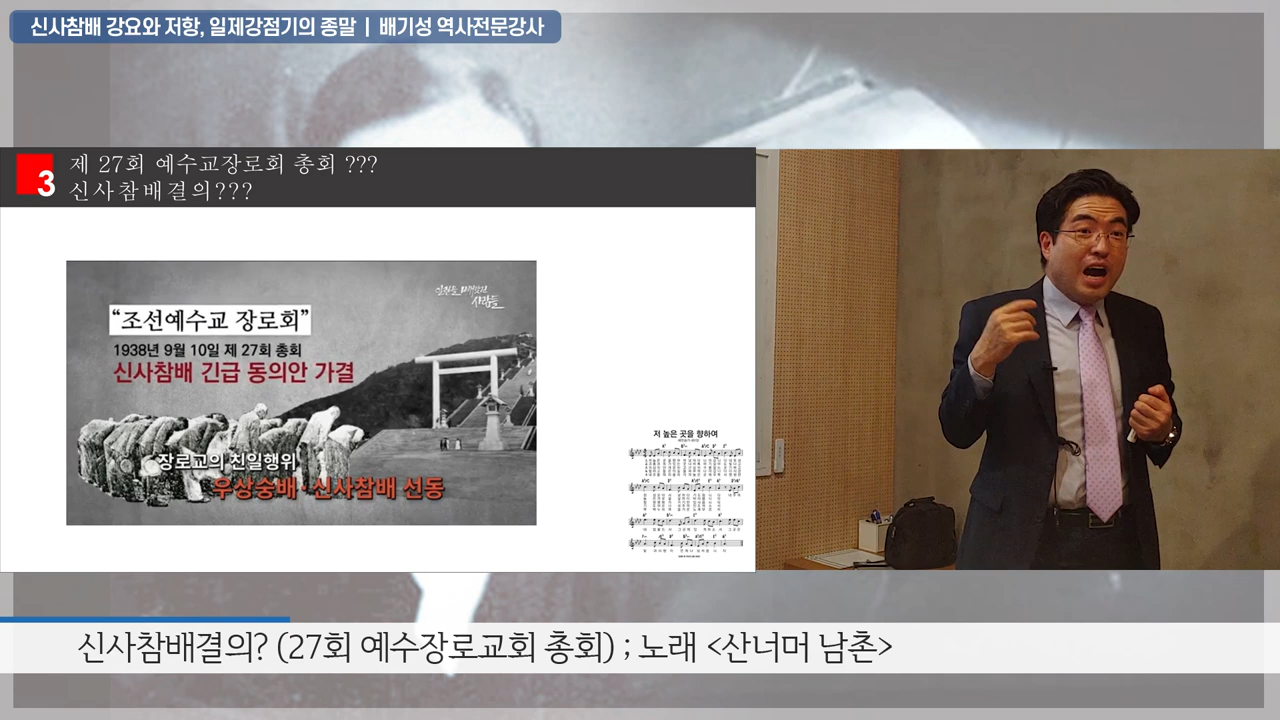 신사참배 강요와 저항, 일제강점기의 종말 | 배기성 역사전문강사
3
제 27회 예수교장로회 총회 ???
신사참배결의???
“조선예수교 장로회”
1938년 9월 10일 제 27회 총회
신사참배 긴급 동의안 가결
장로교의 친일행위
우상숭배·신사참배 선동
저 높은 곳을 향하여
신사참배결의? (27회 예수장로교회 총회) ; 노래 <산너머 남촌>